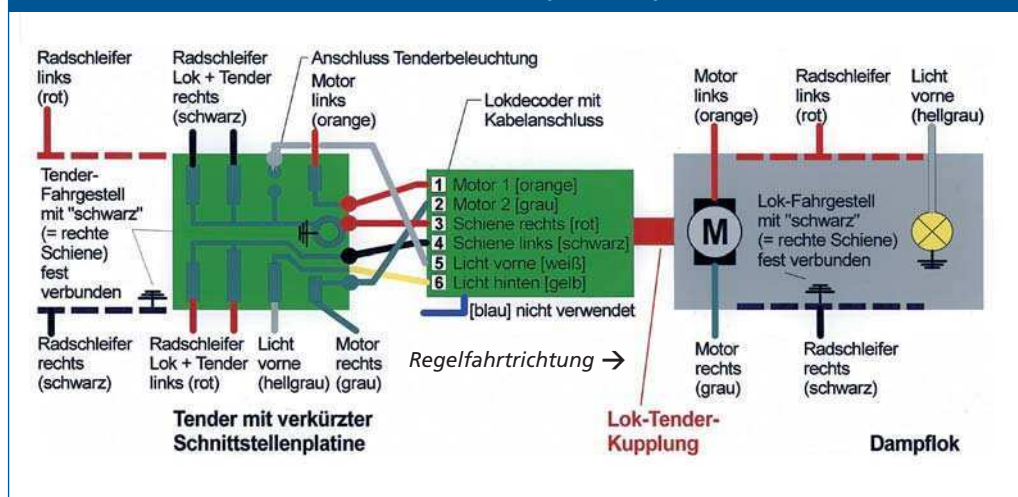 Radschleifer
links
(rot)
Radschleifer
Lok + Tender
rechts
(schwarz)
Anschluss Tenderbeleuchtung
Motor
links
(orange)
Lokdecoder mit
Kabelanschluss
Motor
links
(orange)
Radschleifer
links
(rot)
Licht
vorne
(hellgrau)
Tender-
Fahrgestell
mit "schwarz"
(= rechte
Schiene)
fest
verbunden
1 Motor 1 [orange]
2 Motor 2 [grau]
3 Schiene rechts [rot]
4 Schiene links [schwarz]
5 Licht vorne [weiß]
6 Licht hinten [gelb]
[blau] nicht verwendet
M
Lok-Fahrgestell
mit "schwarz"
(= rechte Schiene)
fest verbunden
Radschleifer
rechts
(schwarz)
Radschleifer
Lok + Tender
links (rot)
Licht
vorne
(hellgrau)
Motor
rechts
(grau)
Regelfahrtrichtung →
Motor
rechts
(grau)
Radschleifer
rechts
(schwarz)
Tender mit verkürzter
Schnittstellenplatine
Lok-Tender-
Kupplung
Dampflok